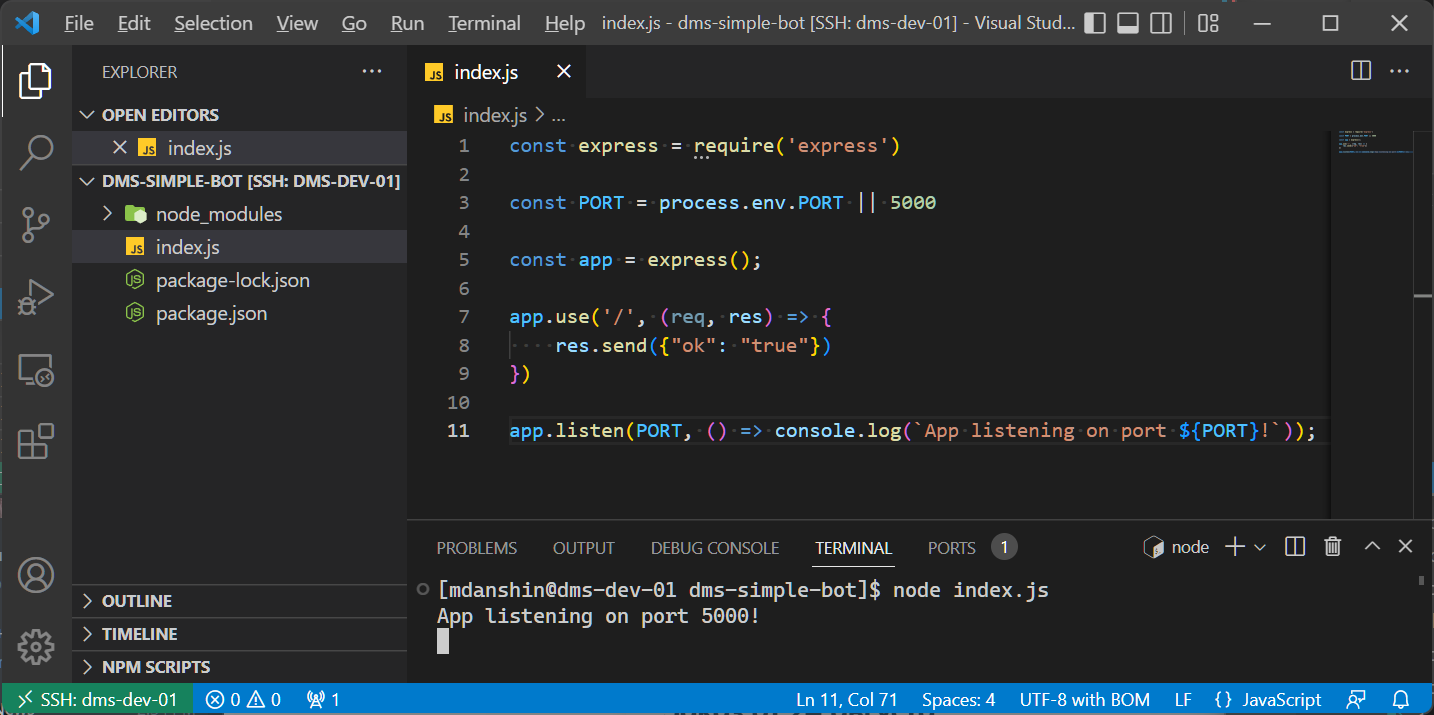 File Edit Selection View Go Run Terminal Help index.js - dms-simple-bot [SSH: dms-dev-01] - Visual Stud...
EXPLORER
OPEN EDITORS
JS index.js
DMS-SIMPLE-BOT [SSH: DMS-DEV-01]
node_modules
JS index.js
package-lock.json
package.json
OUTLINE
TIMELINE
NPM SCRIPTS
JS index.js
JS index.js > ...
1 const express = require('express')
2
3 const PORT = process.env.PORT || 5000
4
5 const app = express();
6
7 app.use('/', (req, res) => {
8     res.send({"ok": "true"})
9 })
10
11 app.listen(PORT, () => console.log(`App listening on port ${PORT}!`));
PROBLEMS OUTPUT DEBUG CONSOLE TERMINAL PORTS 1 node
[mdanshin@dms-dev-01 dms-simple-bot]$ node index.js
App listening on port 5000!
SSH: dms-dev-01 0 0 1 Ln 11, Col 71 Spaces: 4 UTF-8 with BOM LF {} JavaScript